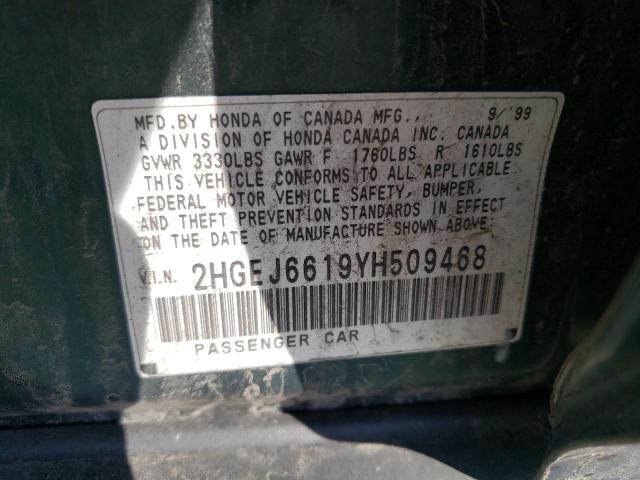 MFD.BY HONDA OF CANADA MFG., 9/'99
A DIVISION OF HONDA CANADA INC. CANADA
GVWR 3330LBS GAWR F 1760LBS R 1610LBS
THIS VEHICLE CONFORMS TO ALL APPLICABLE
FEDERAL MOTOR VEHICLE SAFETY, BUMPER,
AND THEFT PREVENTION STANDARDS IN EFFECT
ON THE DATE OF MANUFACTURE SHOWN ABOVE.
V.I.N. 2HGEJ6619YH509468
PASSENGER CAR